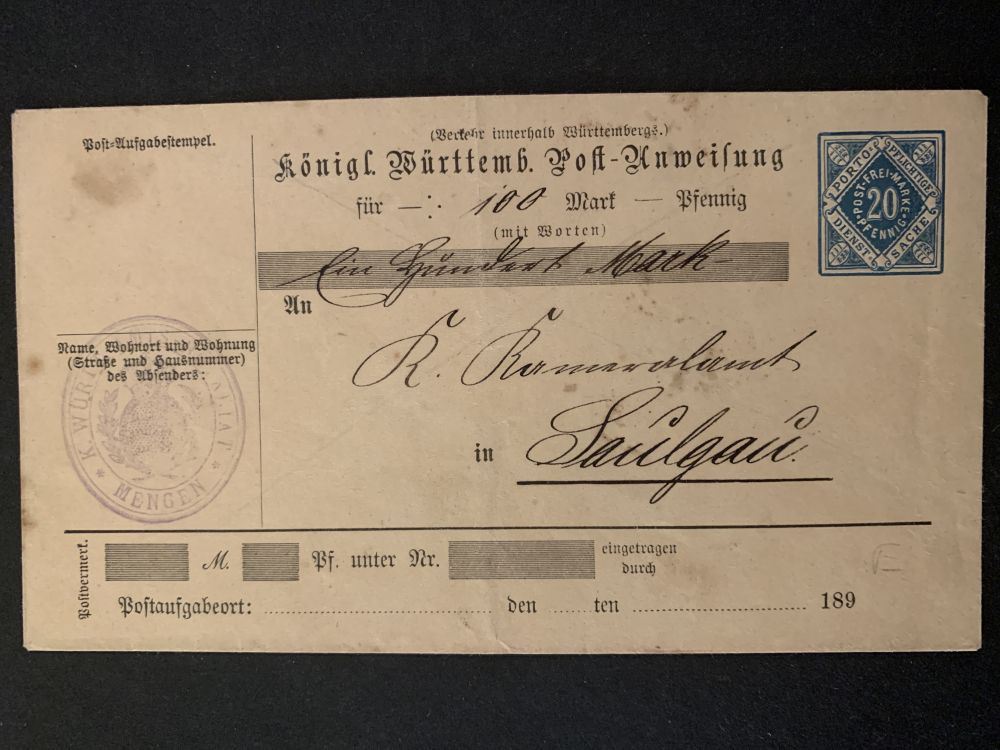 Post-Aufgabestempel.
(Verkehr innerhalb Württembergs.)
Königl. Württemb. Post-Anweisung
für —:· 100 Mark — Pfennig
(mit Worten)
Ein Hundert Mark-
An
K. Kameralamt
in Saulgau.
PORTO- PFLICHTIGE
DIENST- SACHE
POST-FREI-MARKE
20
PFENNIG
Name, Wohnort und Wohnung
(Straße und Hausnummer)
des Absenders:
K. WÜR
MENGEN
Postvermerk.
M. Pf. unter Nr. eingetragen
durch
Postaufgabeort: den ten 189
F